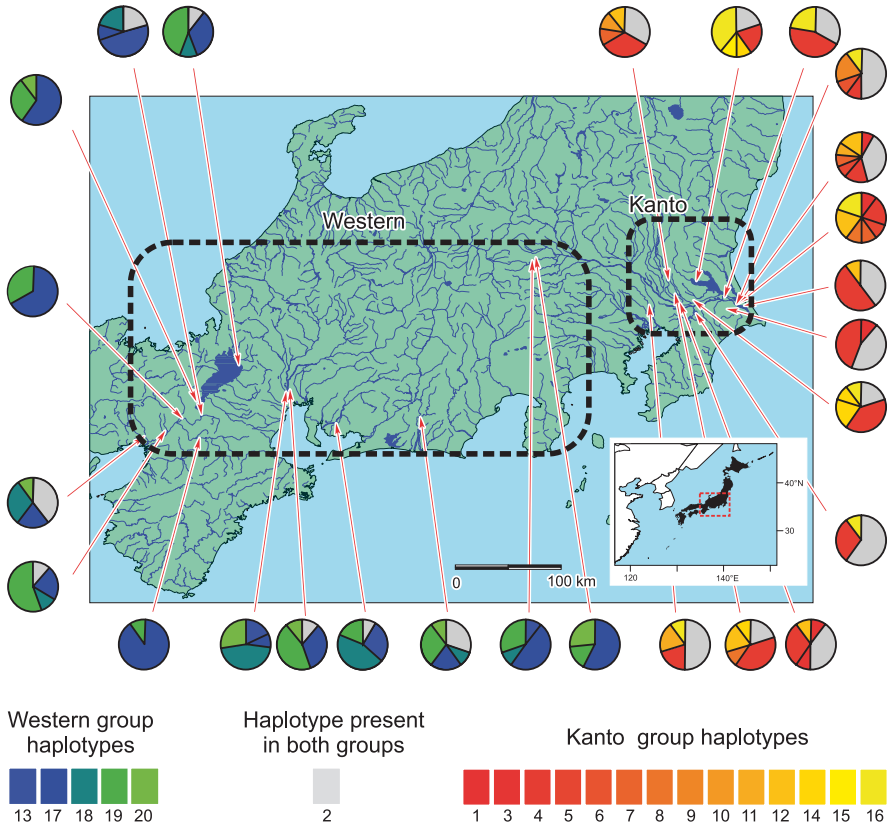 Western
Kanto
40°N
30
120
140°E
0
100 km
Western group
haplotypes
Haplotype present
in both groups
Kanto group haplotypes
13 17 18 19 20
2
1 3 4 5 6 7 8 9 10 11 12 14 15 16